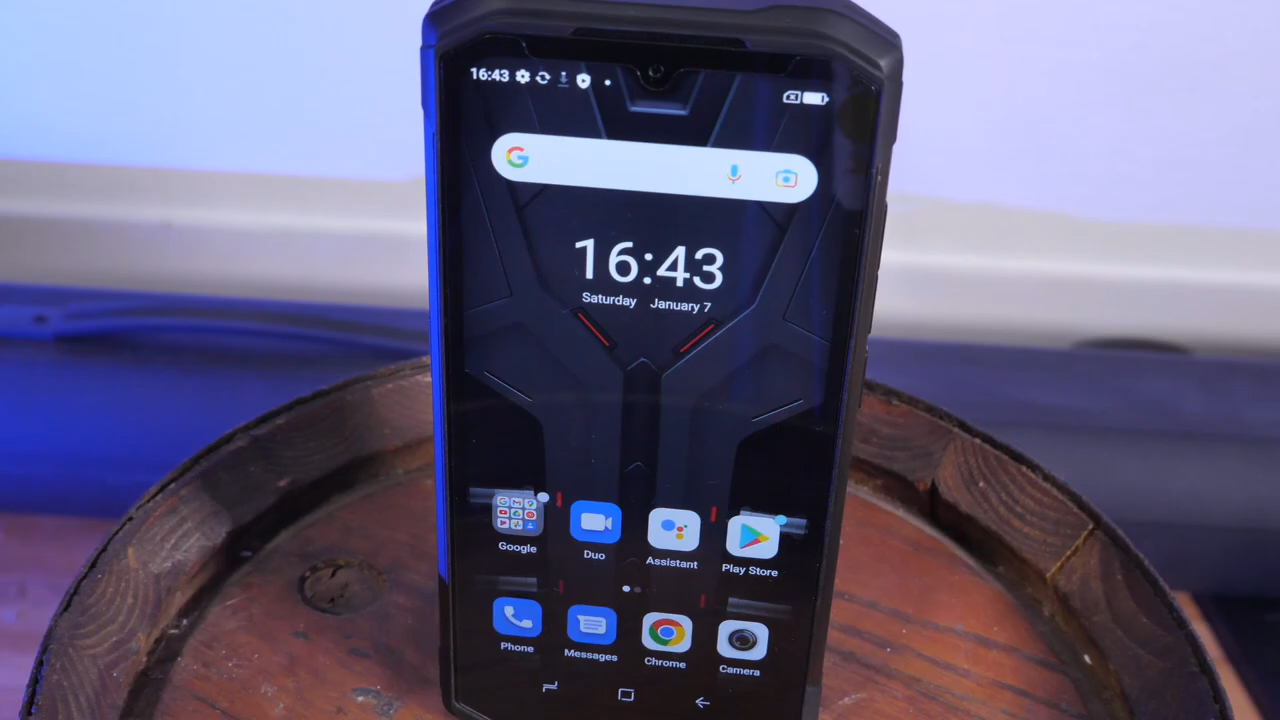 16:43
16:43
Saturday January 7
Google Duo Assistant Play Store
Phone Messages Chrome Camera